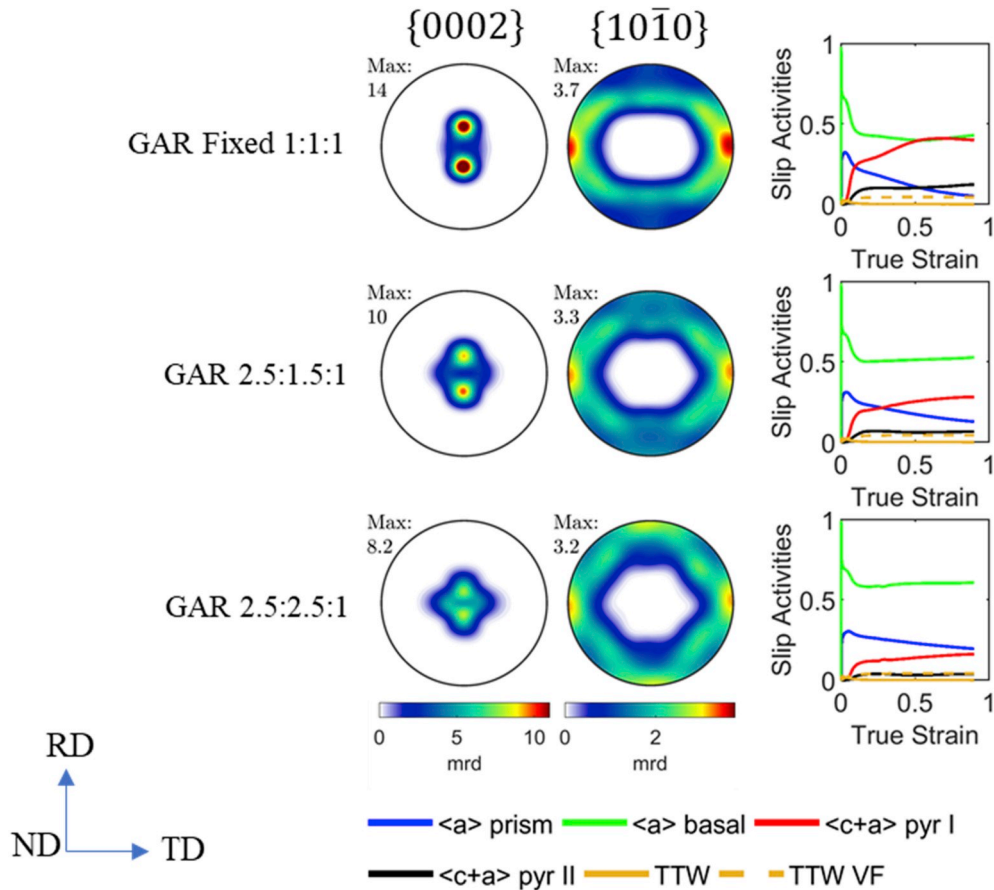 {0002} {101̅0}
Max:
14
Max:
3.7
GAR Fixed 1:1:1
Slip Activities
1
0.5
0
0 0.5 1
True Strain
Max:
10
Max:
3.3
GAR 2.5:1.5:1
Slip Activities
1
0.5
0
0 0.5 1
True Strain
Max:
8.2
Max:
3.2
GAR 2.5:2.5:1
Slip Activities
1
0.5
0
0 0.5 1
True Strain
0 5 10
mrd
0 2
mrd
RD
ND TD
<a> prism <a> basal <c+a> pyr I
<c+a> pyr II TTW TTW VF